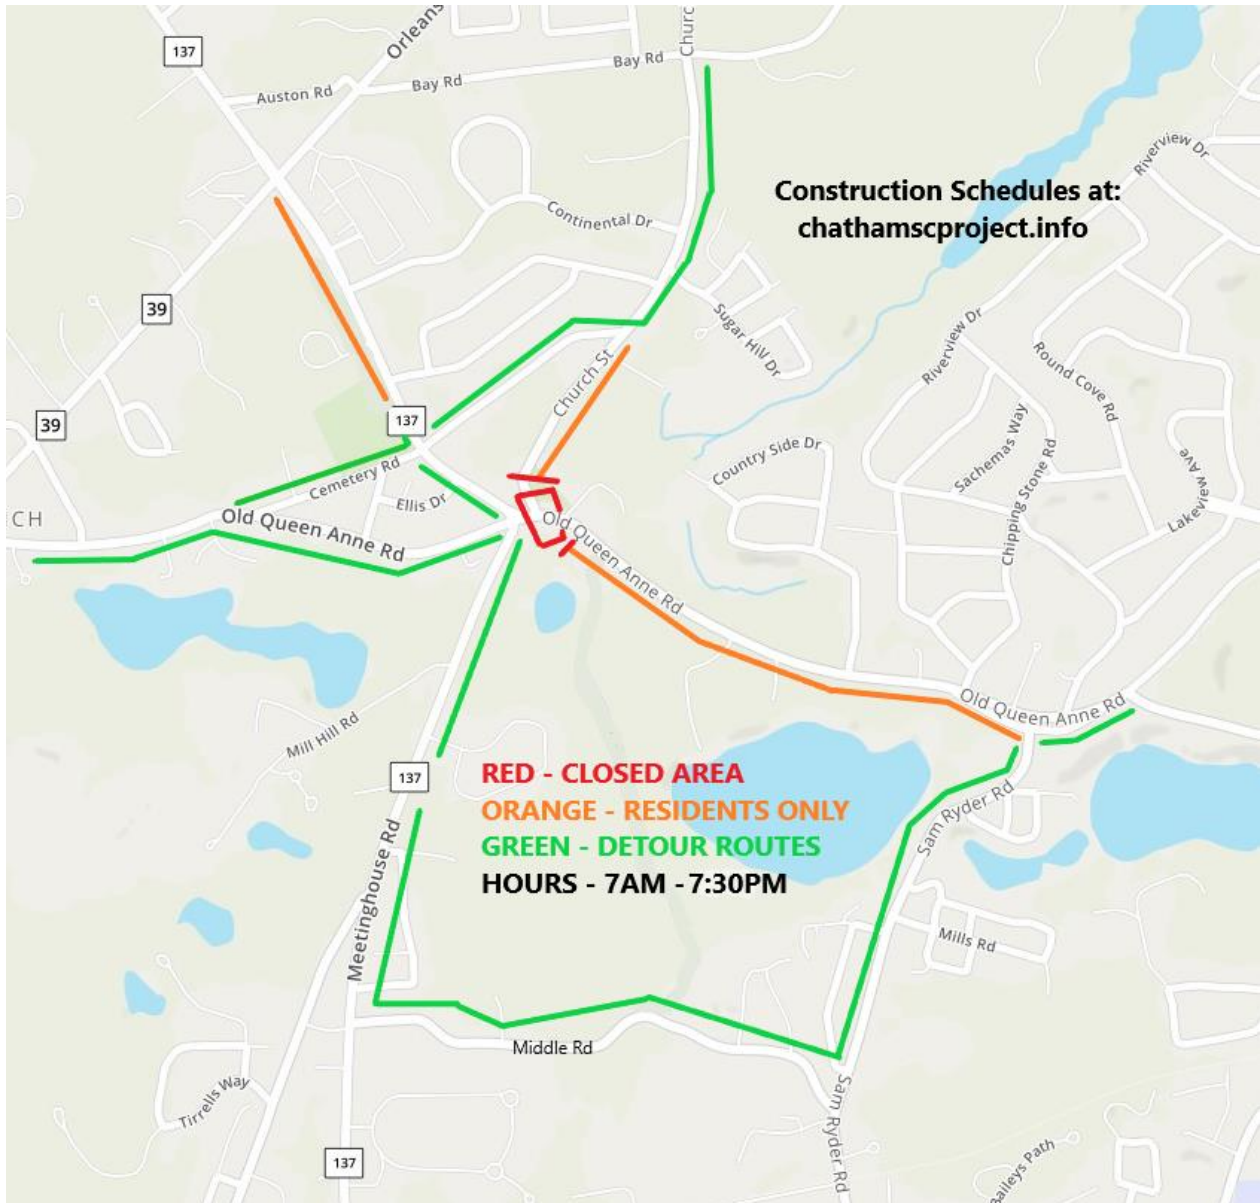 137
Orleans
Churc
Bay Rd
Bay Rd
Auston Rd
Riverview Dr
Construction Schedules at:
chathamscproject.info
Continental Dr
39
Sugar Hill Dr
Riverview Dr
Round Cove Rd
Church St
39
137
Country Side Dr
Sachemas Way
Lakeview Ave
Chipping Stone Rd
Cemetery Rd
Ellis Dr
CH
Old Queen Anne Rd
Old Queen Anne Rd
Old Queen Anne Rd
Mill Hill Rd
137
RED - CLOSED AREA
ORANGE - RESIDENTS ONLY
GREEN - DETOUR ROUTES
HOURS - 7AM - 7:30PM
Sam Ryder Rd
Meetinghouse Rd
Mills Rd
Middle Rd
Tirrells Way
Sam Ryder Rd
137
Baileys Path